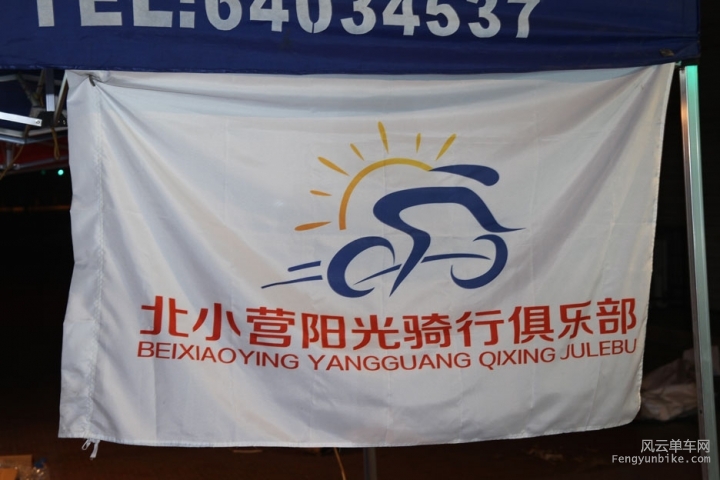 TEL:64034537
北小营阳光骑行俱乐部
BEIXIAOYING YANGGUANG QIXING JULEBU
风云单车网
Fengyunbike.com